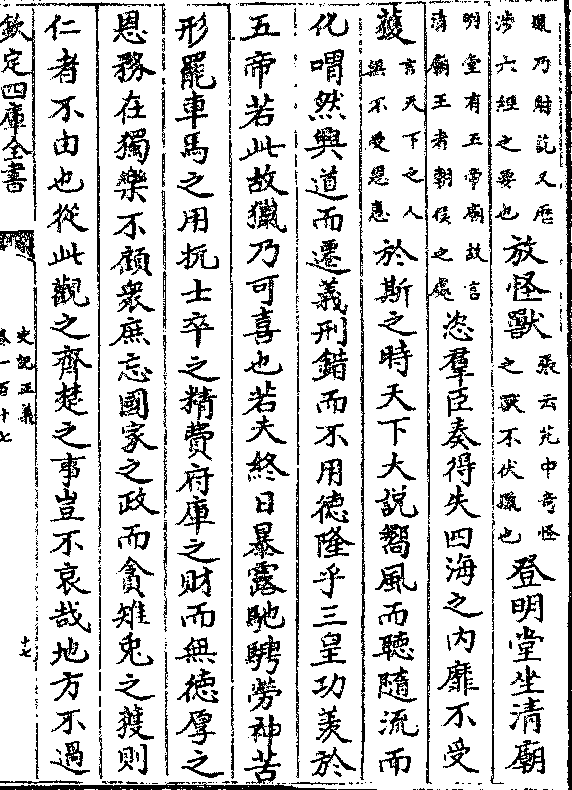 獵乃射訖又歷
涉六經之要也
放怪獸
張云苑中奇怪
之獸不伏獵也
登明堂坐清廟
明堂有五帝廟故言
清廟王者朝侯之處
恣羣臣奏得失四海之内靡不受
獲
言天下之人
無不受恩惠
於斯之時天下大說嚮風而聽隨流而
化喟然興道而遷義刑錯而不用德隆乎三皇功羡於
五帝若此故獵乃可喜也若夫終日暴露馳騁勞神苦
形罷車馬之用抏士卒之精費府庫之財而無德厚之
恩務在獨樂不顧衆庶忘國家之政而貪雉兎之獲則
仁者不由也從此觀之齊楚之事豈不哀哉地方不過
欽定四庫全書
史記正義
卷一百十七
十七